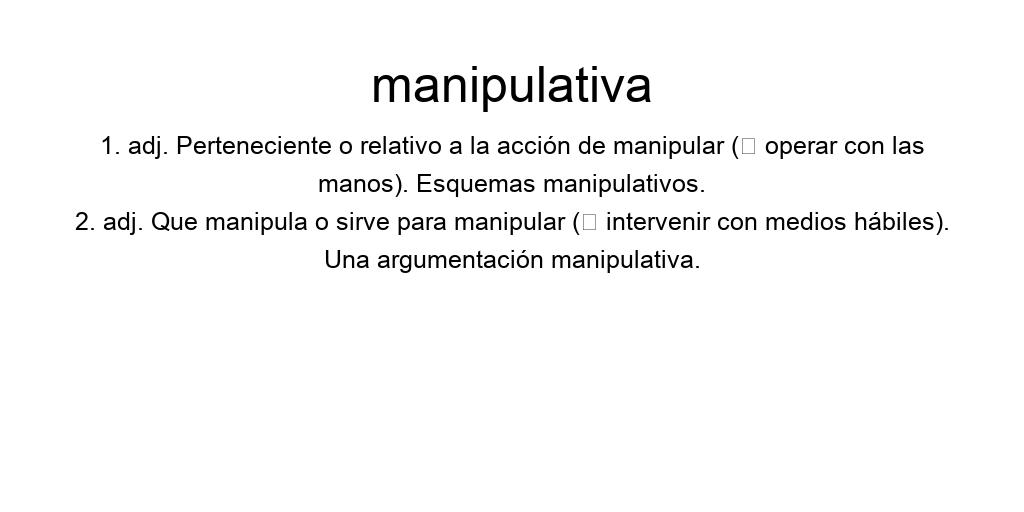 manipulativa
1. adj. Perteneciente o relativo a la acción de manipular (□ operar con las
manos). Esquemas manipulativos.
2. adj. Que manipula o sirve para manipular (□ intervenir con medios hábiles).
Una argumentación manipulativa.